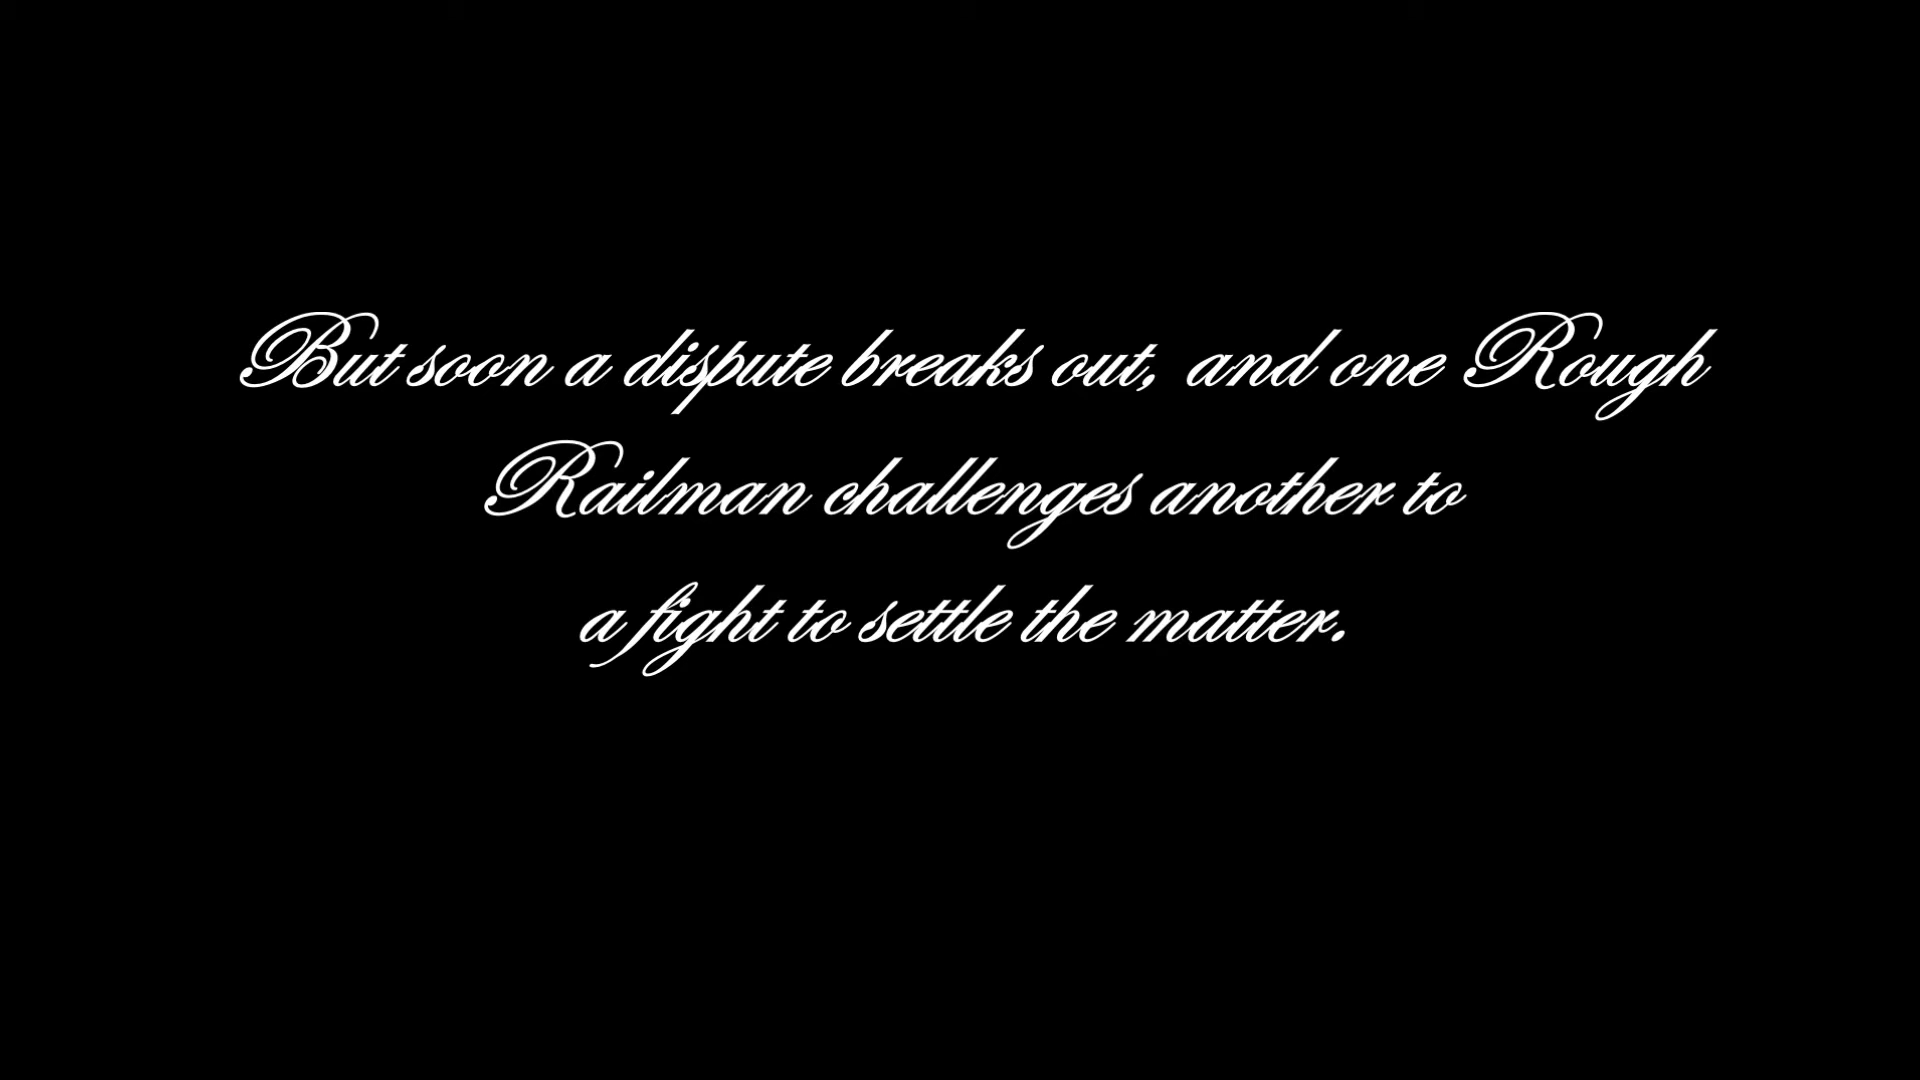 But soon a dispute breaks out, and one Rough
Railman challenges another to
a fight to settle the matter.